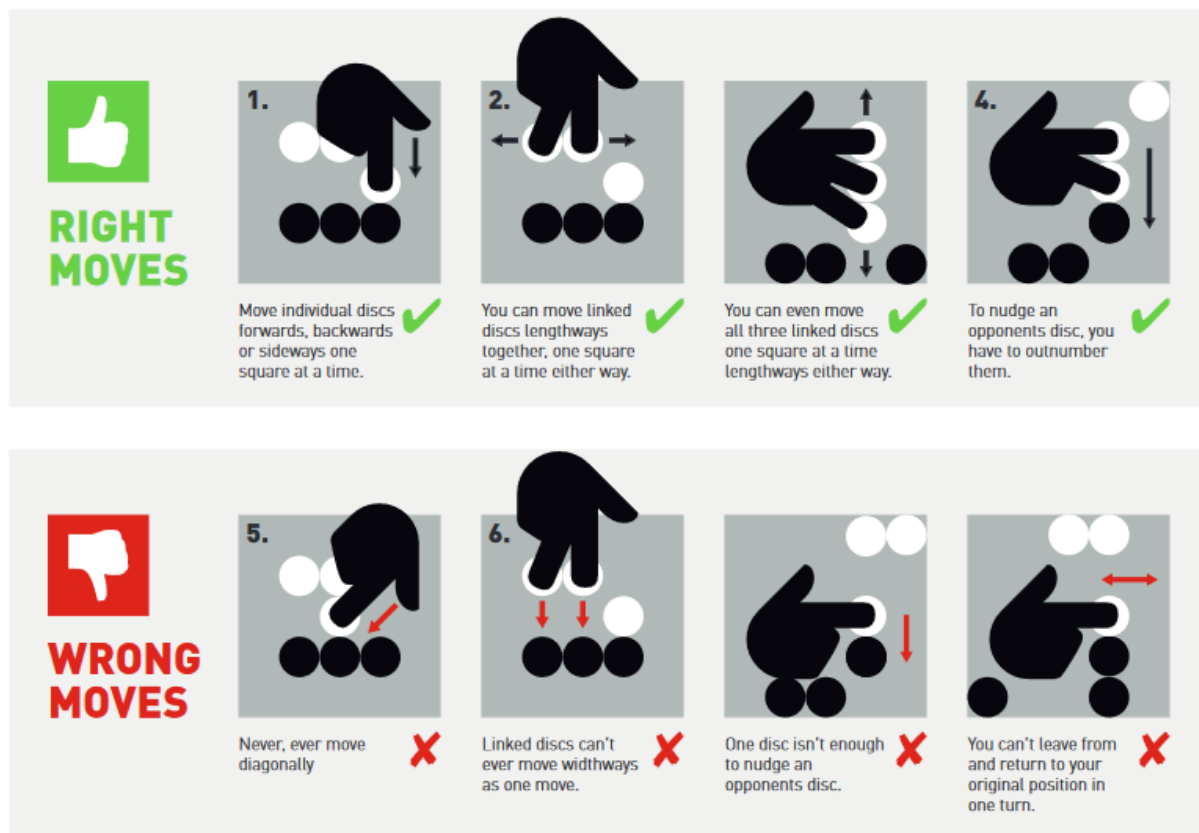 RIGHT
MOVES
1.
Move individual discs
forwards, backwards
or sideways one
square at a time.
2.
You can move linked
discs lengthways
together, one square
at a time either way.
You can even move
all three linked discs
one square at a time
lengthways either way.
4.
To nudge an
opponents disc, you
have to outnumber
them.
WRONG
MOVES
5.
Never, ever move
diagonally
6.
Linked discs can't
ever move widthways
as one move.
One disc isn't enough
to nudge an
opponents disc.
You can't leave from
and return to your
original position in
one turn.